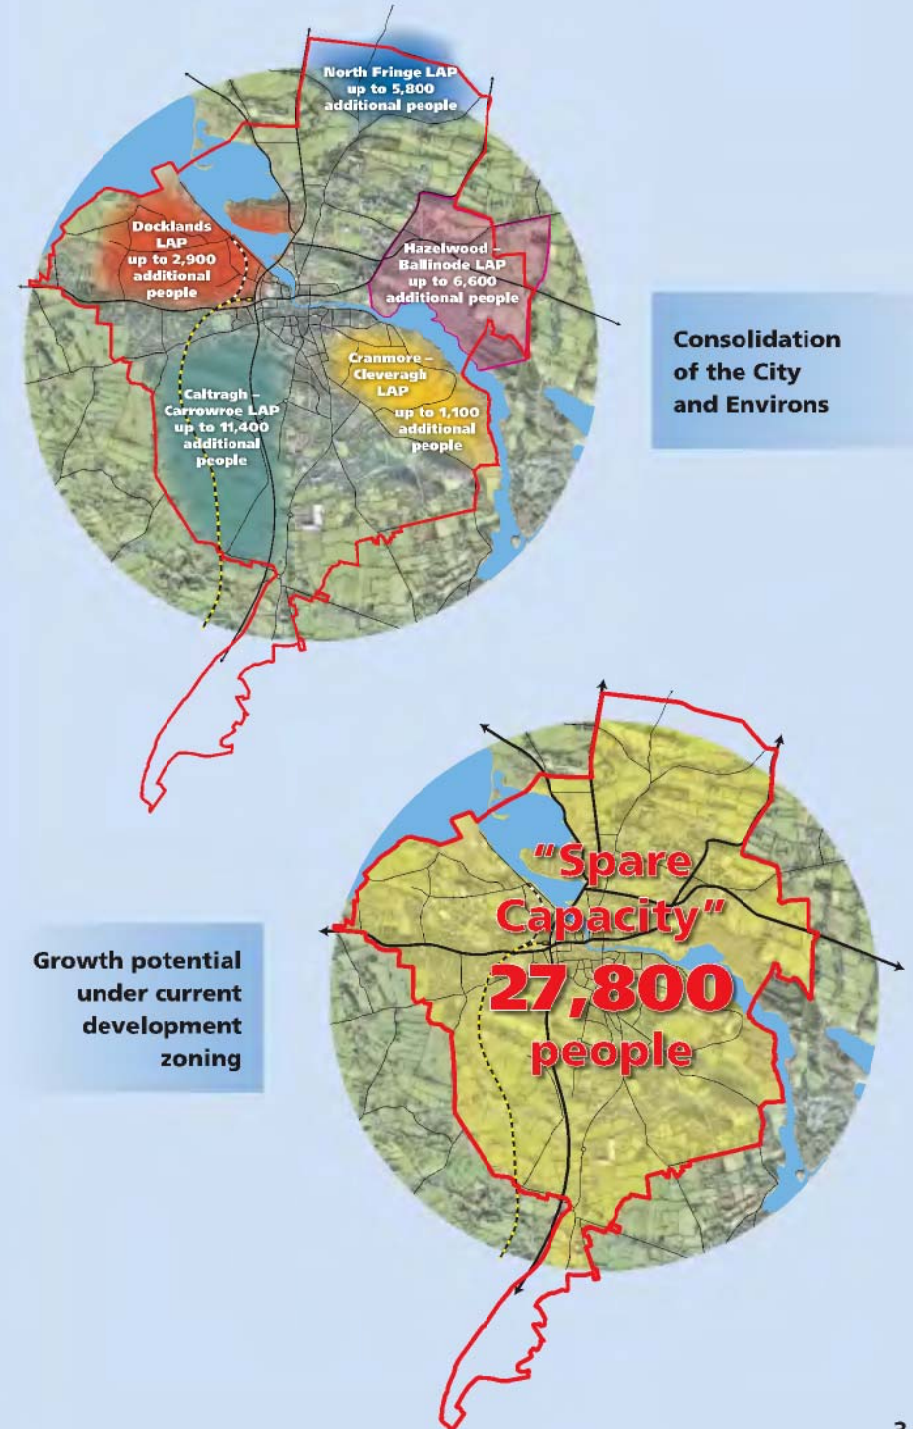 North Fringe LAP
up to 5,800
additional people
Docklands
LAP
up to 2,900
additional
people
Hazelwood –
Ballinode LAP
up to 6,600
additional people
Cranmore –
Cleveragh
LAP
up to 1,100
additional
people
Caltragh –
Carrowroe LAP
up to 11,400
additional
people
Consolidation
of the City
and Environs
"Spare
Capacity"
27,800
people
Growth potential
under current
development
zoning